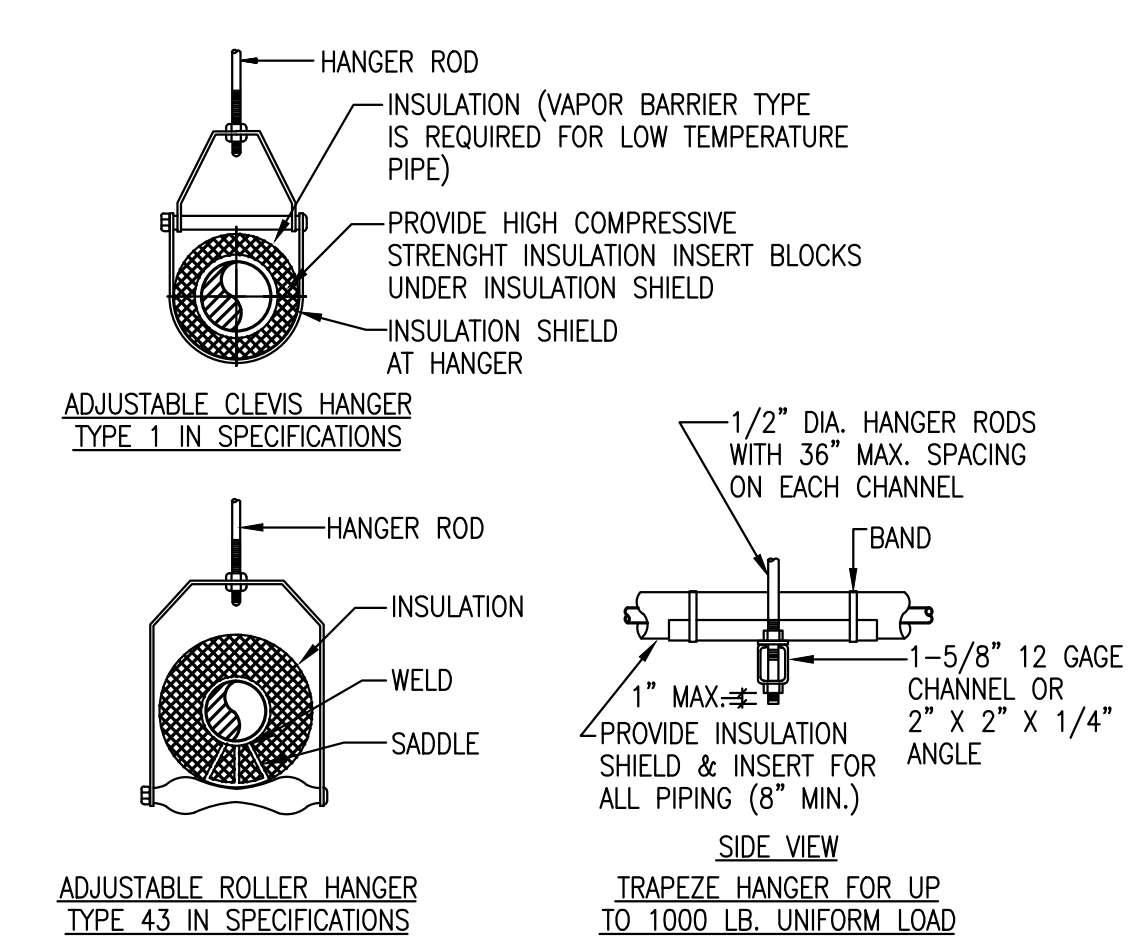 HANGER ROD
INSULATION (VAPOR BARRIER TYPE
IS REQUIRED FOR LOW TEMPERATURE
PIPE)
PROVIDE HIGH COMPRESSIVE
STRENGHT INSULATION INSERT BLOCKS
UNDER INSULATION SHIELD
INSULATION SHIELD
AT HANGER
ADJUSTABLE CLEVIS HANGER
TYPE 1 IN SPECIFICATIONS
HANGER ROD
INSULATION
WELD
SADDLE
ADJUSTABLE ROLLER HANGER
TYPE 43 IN SPECIFICATIONS
1/2" DIA. HANGER RODS
WITH 36" MAX. SPACING
ON EACH CHANNEL
BAND
1-5/8" 12 GAGE
CHANNEL OR
2" X 2" X 1/4"
ANGLE
1" MAX.
PROVIDE INSULATION
SHIELD & INSERT FOR
ALL PIPING (8" MIN.)
SIDE VIEW
TRAPEZE HANGER FOR UP
TO 1000 LB. UNIFORM LOAD